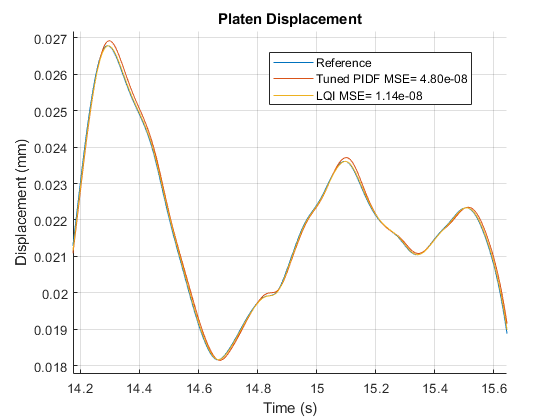 Platen Displacement
Reference
Tuned PIDF MSE= 4.80e-08
LQI MSE= 1.14e-08
Displacement (mm)
0.027
0.026
0.025
0.024
0.023
0.022
0.021
0.02
0.019
0.018
14.2 14.4 14.6 14.8 15 15.2 15.4 15.6
Time (s)